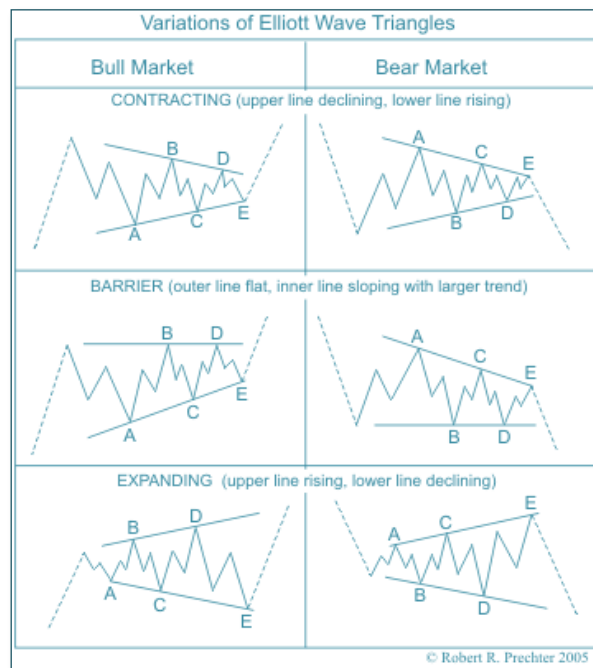 Variations of Elliott Wave Triangles
Bull Market
Bear Market
CONTRACTING (upper line declining, lower line rising)
B
D
A
C
E
A
C
E
B
D
BARRIER (outer line flat, inner line sloping with larger trend)
B
D
A
C
E
A
C
E
B
D
EXPANDING (upper line rising, lower line declining)
B
D
A
C
E
A
C
E
B
D
© Robert R. Prechter 2005